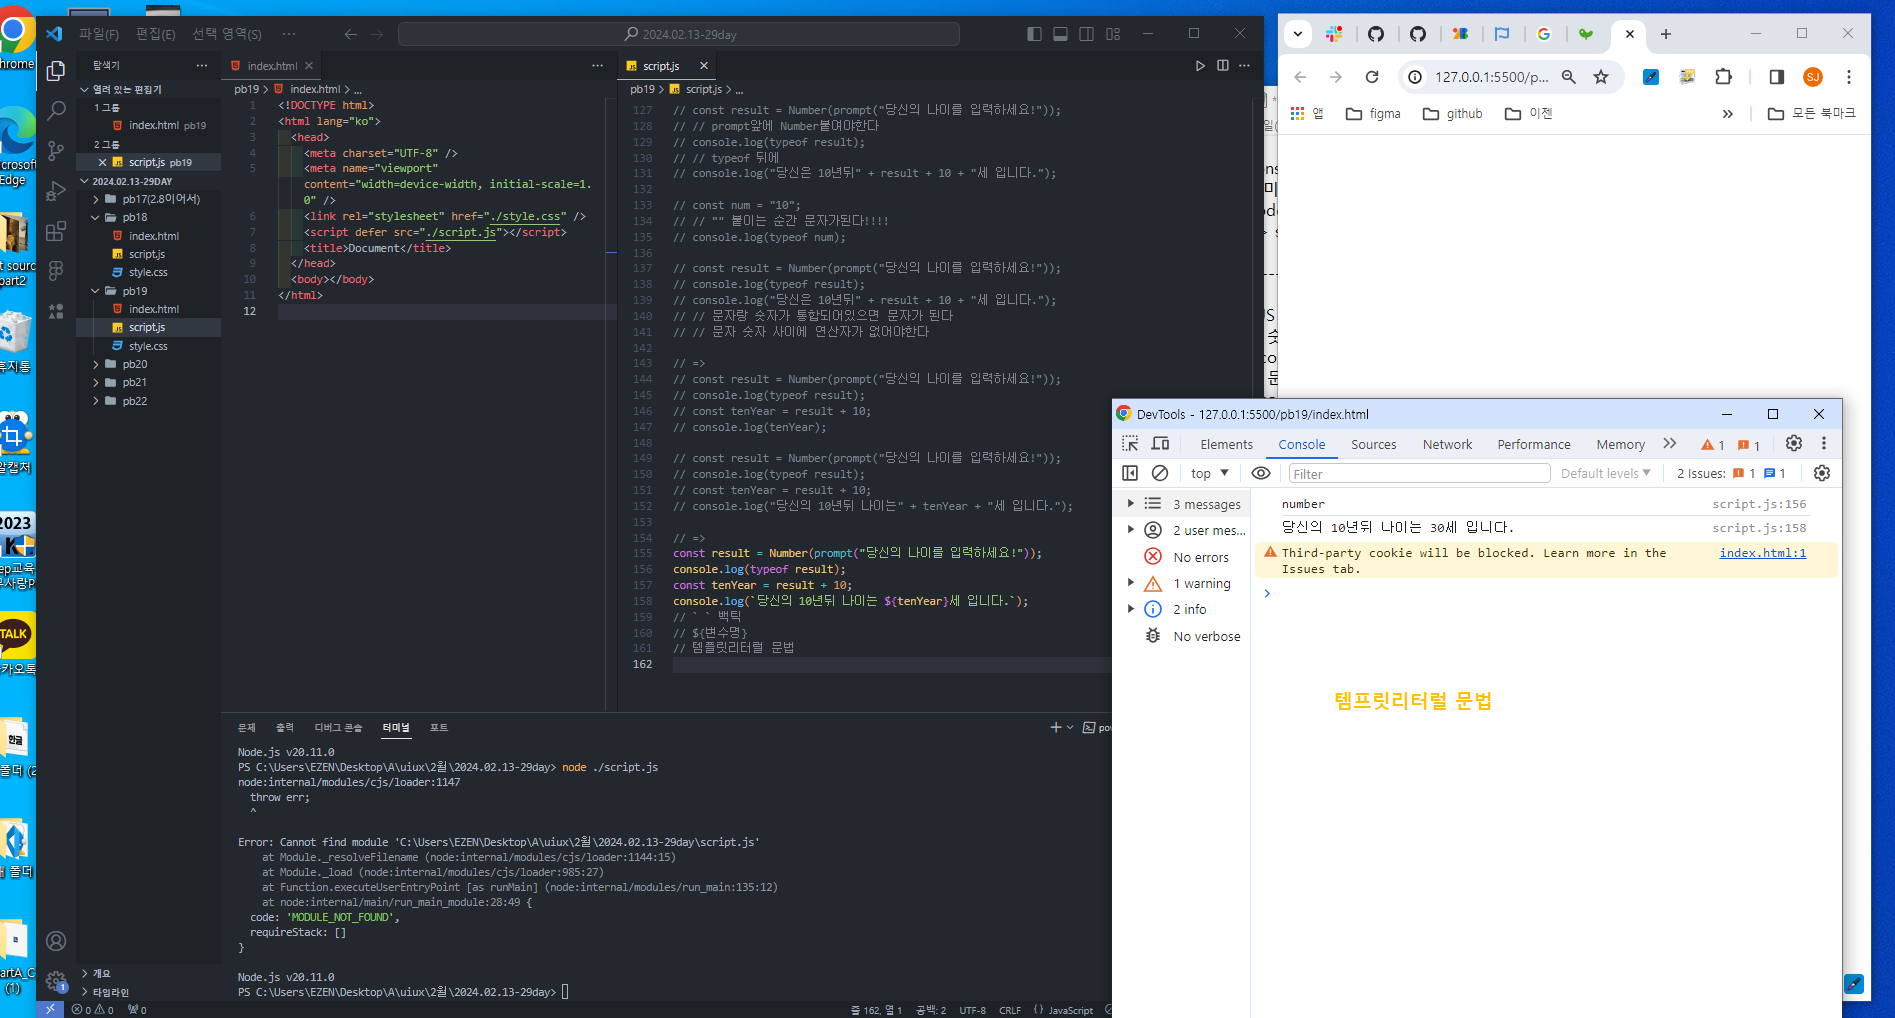 파일(F) 편집(E) 선택 영역(S) ···
2024.02.13-29day
탐색기
열려 있는 편집기
1 그룹
index.html pb19
2 그룹
script.js pb19
2024.02.13-29DAY
pb17(2.8이어서)
pb18
index.html
script.js
style.css
pb19
index.html
script.js
style.css
pb20
pb21
pb22
개요
타임라인
index.html
pb19 > index.html > ...
1 <!DOCTYPE html>
2 <html lang="ko">
3 <head>
4 <meta charset="UTF-8" />
5 <meta name="viewport"
content="width=device-width, initial-scale=1.
0" />
6 <link rel="stylesheet" href="./style.css" />
7 <script defer src="./script.js"></script>
8 <title>Document</title>
9 </head>
10 <body></body>
11 </html>
12
script.js
pb19 > script.js > ...
127 // const result = Number(prompt("당신의 나이를 입력하세요!"));
128 // // prompt앞에 Number붙여야한다
129 // console.log(typeof result);
130 // // typeof 뒤에
131 // console.log("당신은 10년뒤" + result + 10 + "세 입니다.");
132
133 // const num = "10";
134 // // "" 붙이는 순간 문자가된다!!!!
135 // console.log(typeof num);
136
137 // const result = Number(prompt("당신의 나이를 입력하세요!"));
138 // console.log(typeof result);
139 // console.log("당신은 10년뒤" + result + 10 + "세 입니다.");
140 // // 문자랑 숫자가 통합되어있으면 문자가 된다
141 // // 문자 숫자 사이에 연산자가 없어야한다
142
143 // =>
144 // const result = Number(prompt("당신의 나이를 입력하세요!"));
145 // console.log(typeof result);
146 // const tenYear = result + 10;
147 // console.log(tenYear);
148
149 // const result = Number(prompt("당신의 나이를 입력하세요!"));
150 // console.log(typeof result);
151 // const tenYear = result + 10;
152 // console.log("당신의 10년뒤 나이는" + tenYear + "세 입니다.");
153
154 // =>
155 const result = Number(prompt("당신의 나이를 입력하세요!"));
156 console.log(typeof result);
157 const tenYear = result + 10;
158 console.log(`당신의 10년뒤 나이는 ${tenYear}세 입니다.`);
159 // ` ` 백틱
160 // ${변수명}
161 // 템플릿리터럴 문법
162
문제 출력 디버그 콘솔 터미널 포트
Node.js v20.11.0
PS C:\Users\EZEN\Desktop\A\uiux\2월\2024.02.13-29day> node ./script.js
node:internal/modules/cjs/loader:1147
throw err;
^
Error: Cannot find module 'C:\Users\EZEN\Desktop\A\uiux\2월\2024.02.13-29day\script.js'
at Module._resolveFilename (node:internal/modules/cjs/loader:1144:15)
at Module._load (node:internal/modules/cjs/loader:985:27)
at Function.executeUserEntryPoint [as runMain] (node:internal/modules/run_main:135:12)
at node:internal/main/run_main_module:28:49 {
code: 'MODULE_NOT_FOUND',
requireStack: []
}
Node.js v20.11.0
PS C:\Users\EZEN\Desktop\A\uiux\2월\2024.02.13-29day>
0 0 0
줄 162, 열 1 공백: 2 UTF-8 CRLF {} JavaScript
127.0.0.1:5500/p...
SJ
앱 figma github 이젠 » 모든 북마크
DevTools - 127.0.0.1:5500/pb19/index.html
Elements Console Sources Network Performance Memory 1 1
top Filter Default levels 2 Issues: 1 1
3 messages
2 user mes...
No errors
1 warning
2 info
No verbose
number script.js:156
당신의 10년뒤 나이는 30세 입니다. script.js:158
Third-party cookie will be blocked. Learn more in the index.html:1
Issues tab.
템프릿리터럴 문법